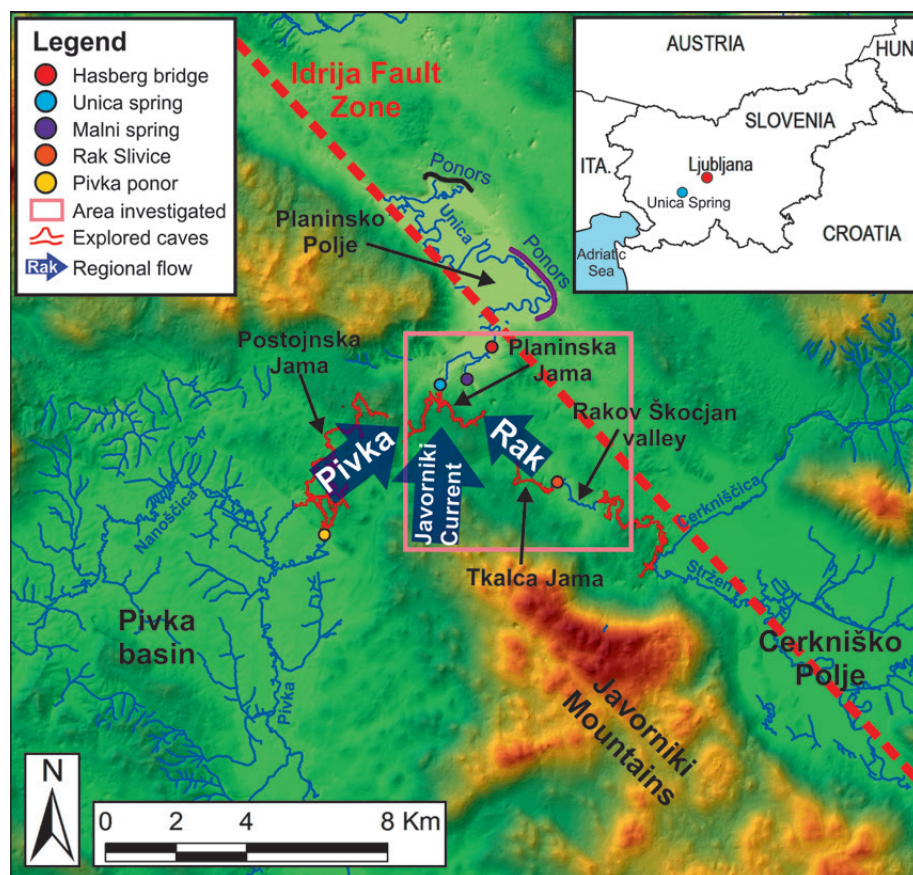 Legend
Hasberg bridge
Unica spring
Malni spring
Rak Slivice
Pivka ponor
Area investigated
Explored caves
Rak Regional flow
Idrija Fault
Zone
AUSTRIA
HUN
SLOVENIA
ITA.
Ljubljana
Unica Spring
CROATIA
Adriatic
Sea
Ponors
Unica
Planinsko
Polje
Ponors
Postojnska
Jama
Planinska
Jama
Rakov Škocjan
valley
Pivka
Javorniki
Current
Rak
Cerkniščica
Nanoščica
Tkalca Jama
Stržen
Pivka
basin
Pivka
Cerkniško
Polje
Javorniki
Mountains
N
0 2 4 8 Km